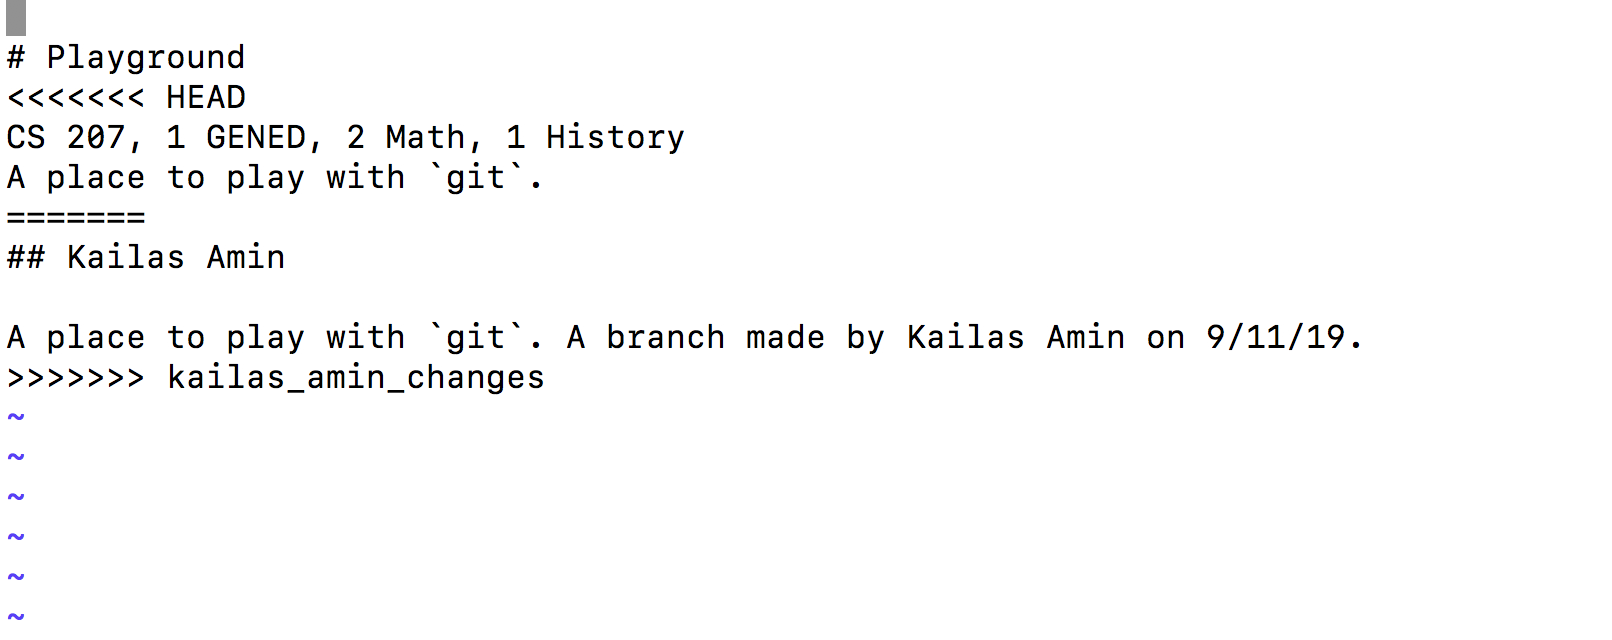 # Playground
<<<<<<< HEAD
CS 207, 1 GENED, 2 Math, 1 History
A place to play with `git`.
=======
## Kailas Amin

A place to play with `git`. A branch made by Kailas Amin on 9/11/19.
>>>>>>> kailas_amin_changes
~
~
~
~
~
~